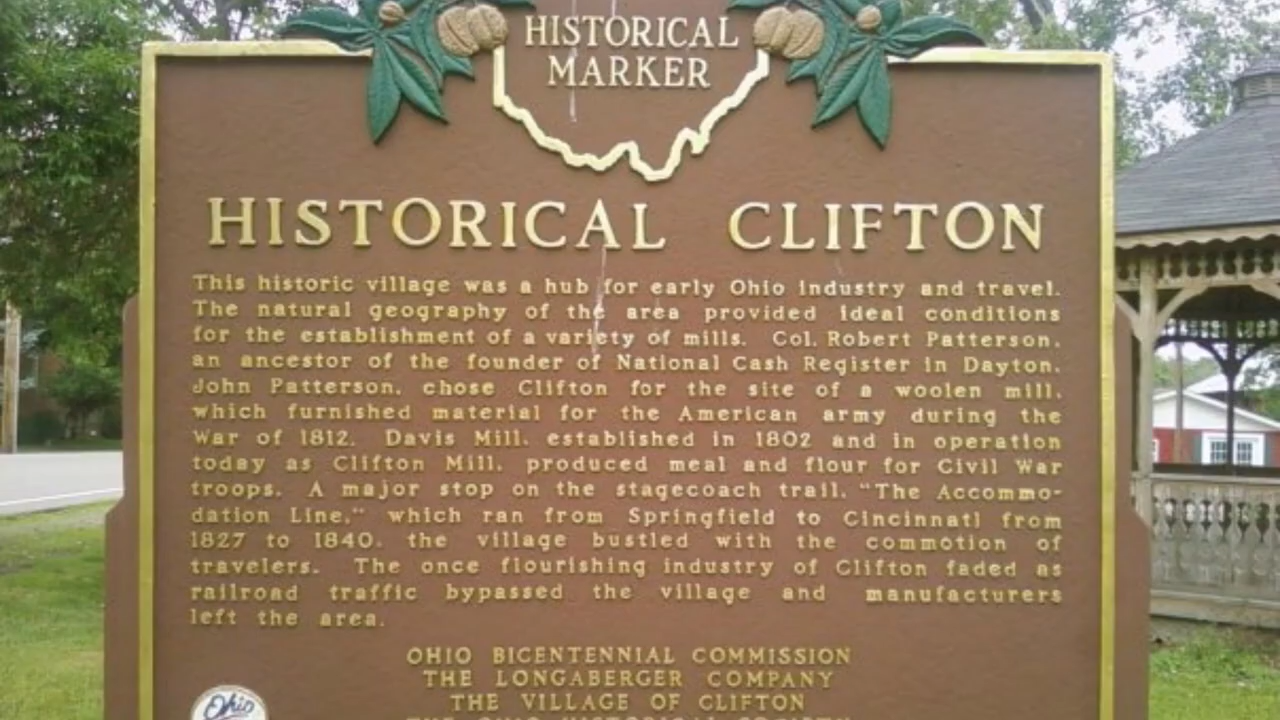 HISTORICAL
MARKER
HISTORICAL CLIFTON
This historic village was a hub for early Ohio industry and travel.
The natural geography of the area provided ideal conditions
for the establishment of a variety of mills. Col. Robert Patterson,
an ancestor of the founder of National Cash Register in Dayton,
John Patterson, chose Clifton for the site of a woolen mill,
which furnished material for the American army during the
War of 1812. Davis Mill, established in 1802 and in operation
today as Clifton Mill, produced meal and flour for Civil War
troops. A major stop on the stagecoach trail, "The Accommo-
dation Line," which ran from Springfield to Cincinnati from
1827 to 1840, the village bustled with the commotion of
travelers. The once flourishing industry of Clifton faded as
railroad traffic bypassed the village and manufacturers
left the area.
OHIO BICENTENNIAL COMMISSION
THE LONGABERGER COMPANY
THE VILLAGE OF CLIFTON
THE OHIO HISTORICAL SOCIETY
Ohio